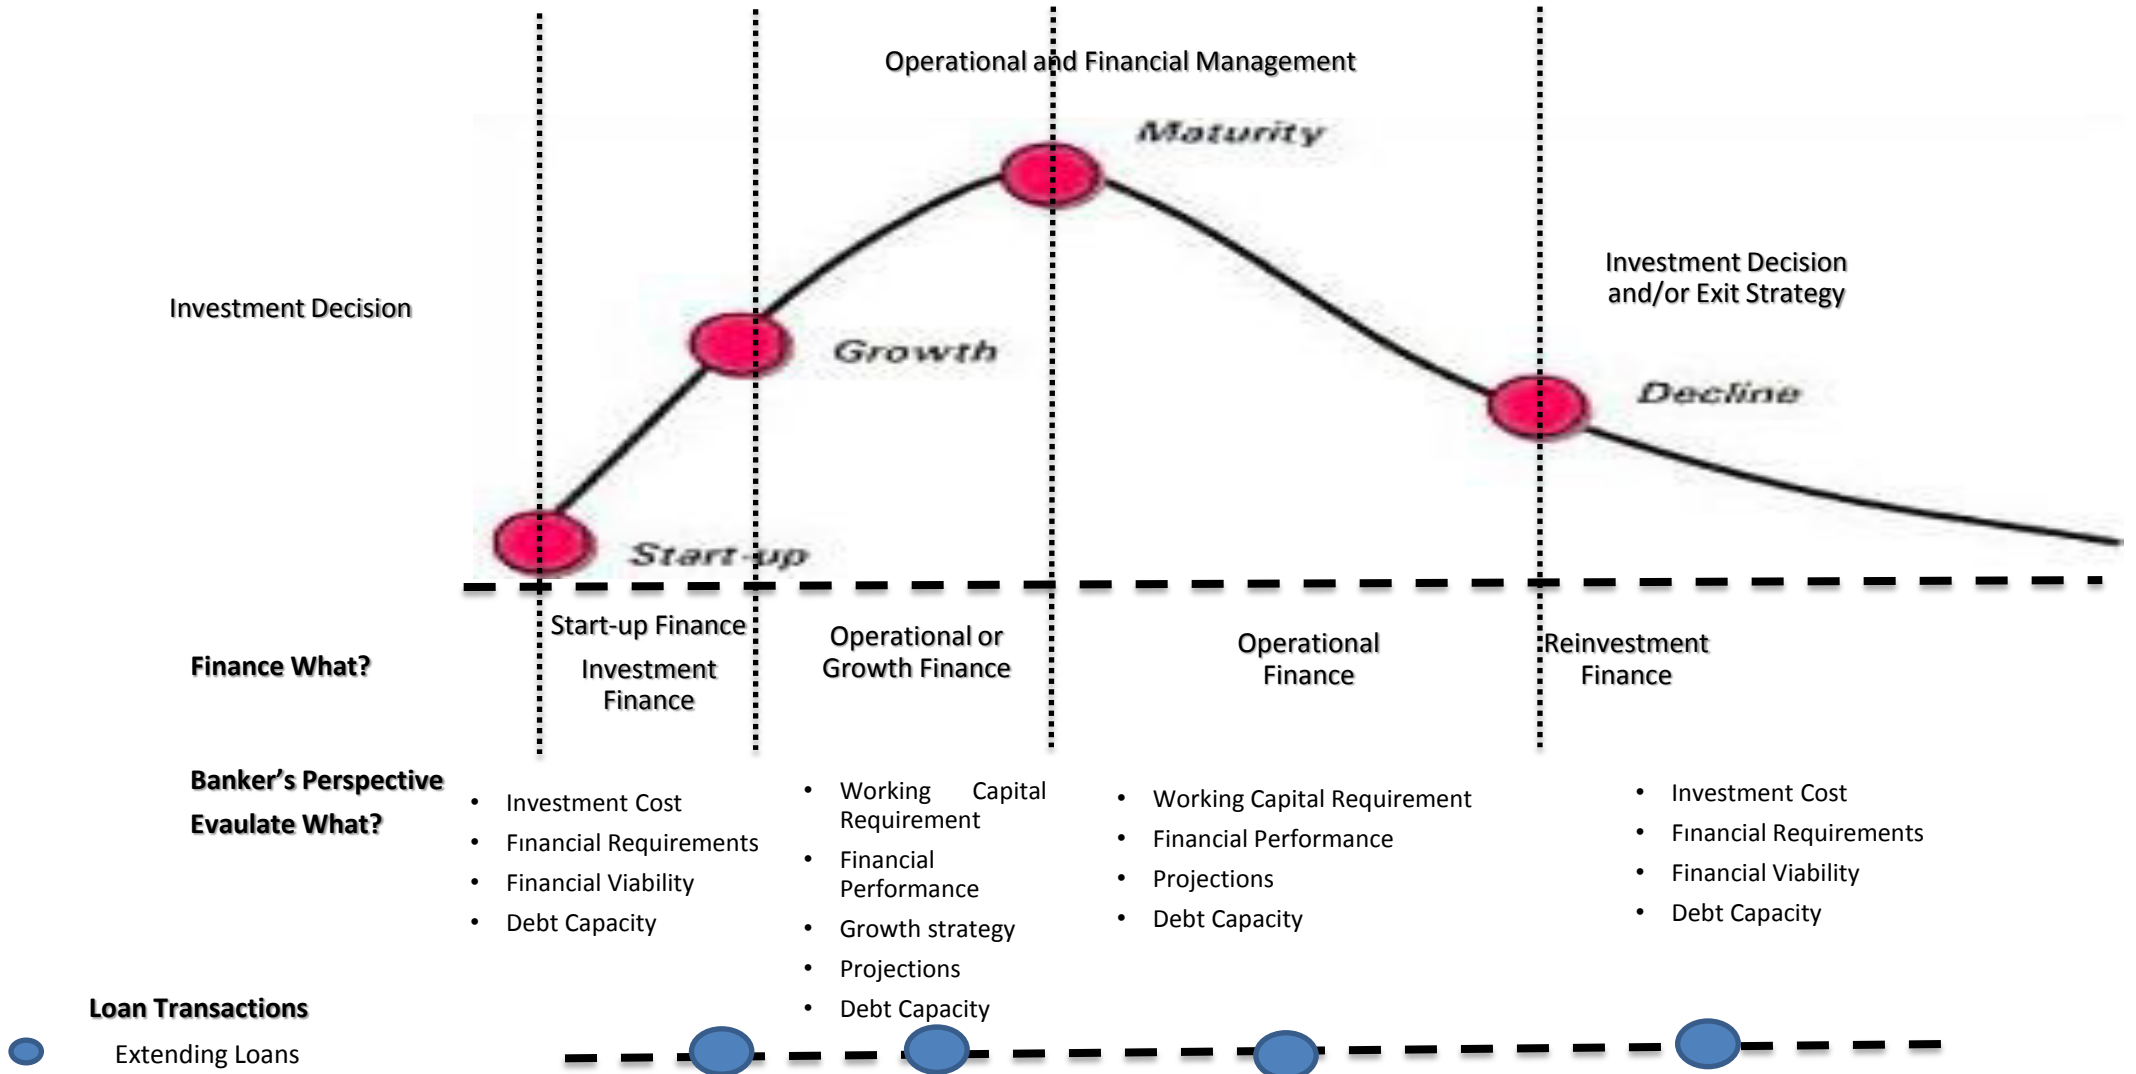 Operational and Financial Management
Maturity
Investment Decision
and/or Exit Strategy
Investment Decision
Growth
Decline
Start-up
Finance What?
Start-up Finance
Investment
Finance
Operational or
Growth Finance
Operational
Finance
Reinvestment
Finance
Banker’s Perspective
Evaulate What?
• Investment Cost
• Fınancial Requirements
• Financial Viability
• Debt Capacity
• Working Capital
Requirement
• Financial
Performance
• Growth strategy
• Projections
• Debt Capacity
• Working Capital Requirement
• Financial Performance
• Projections
• Debt Capacity
• Investment Cost
• Fınancial Requirements
• Financial Viability
• Debt Capacity
Loan Transactions
Extending Loans